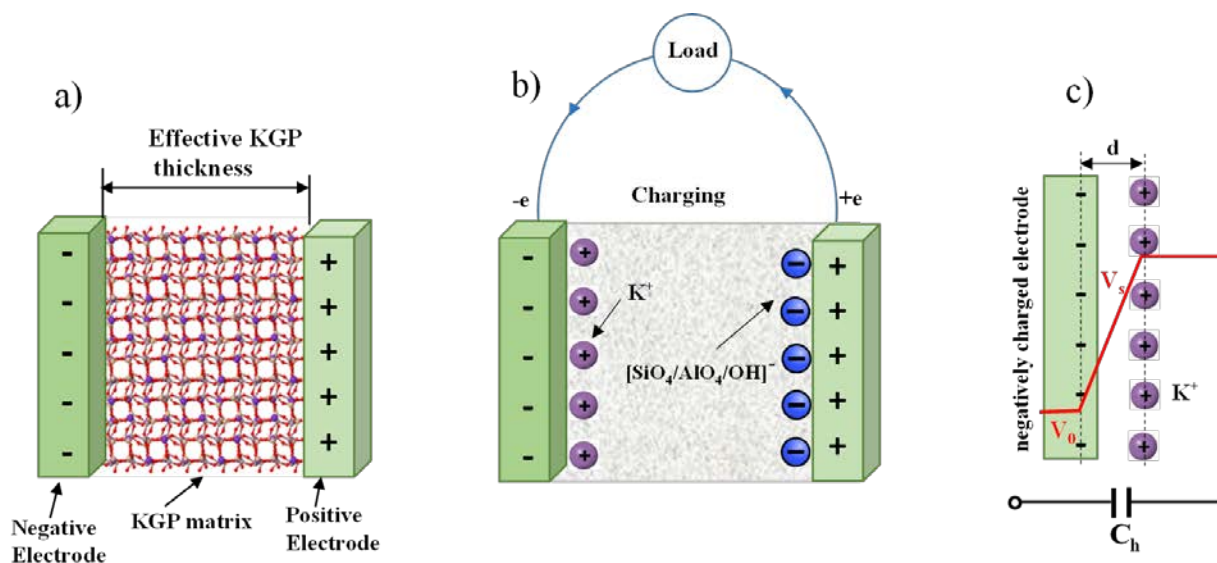 a)
Effective KGP
thickness
-
-
-
-
-
+
+
+
+
+
Negative
Electrode
KGP matrix
Positive
Electrode
b)
Load
-e
Charging
+e
-
-
-
-
-
+
+
+
+
+
K⁺
−
−
−
−
−
+
+
+
+
+
[SiO₄/AlO₄/OH]⁻
c)
d
negatively charged electrode
-
-
-
-
-
-
+
+
+
+
+
+
Vₛ
V₀
K⁺
Cₕ